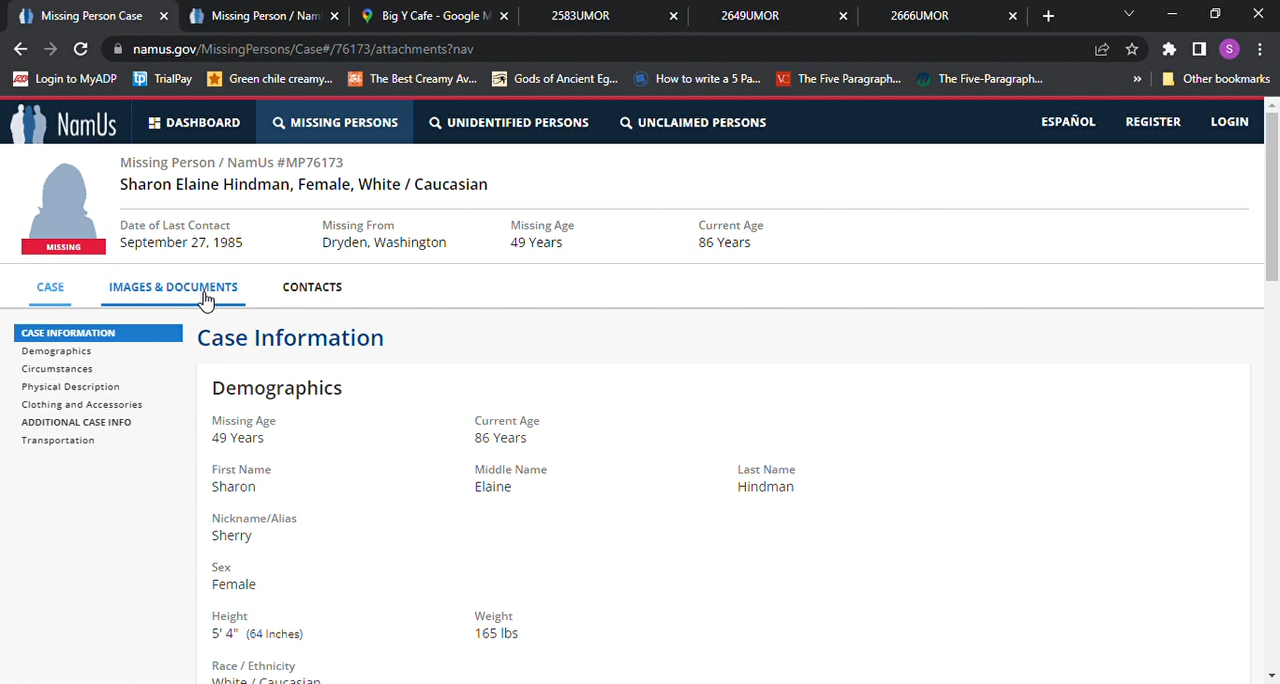 Missing Person Case
Missing Person / Nam
Big Y Cafe - Google M
2583UMOR
2649UMOR
2666UMOR
namus.gov/MissingPersons/Case#/76173/attachments?nav
S
Login to MyADP
TrialPay
Green chile creamy...
The Best Creamy Av...
Gods of Ancient Eg...
How to write a 5 Pa...
The Five Paragraph...
The Five-Paragraph...
»
Other bookmarks
NamUs
DASHBOARD
MISSING PERSONS
UNIDENTIFIED PERSONS
UNCLAIMED PERSONS
ESPAÑOL
REGISTER
LOGIN
MISSING
Missing Person / NamUs #MP76173
Sharon Elaine Hindman, Female, White / Caucasian
Date of Last Contact
September 27, 1985
Missing From
Dryden, Washington
Missing Age
49 Years
Current Age
86 Years
CASE
IMAGES & DOCUMENTS
CONTACTS
CASE INFORMATION
Demographics
Circumstances
Physical Description
Clothing and Accessories
ADDITIONAL CASE INFO
Transportation
Case Information
Demographics
Missing Age
49 Years
Current Age
86 Years
First Name
Sharon
Middle Name
Elaine
Last Name
Hindman
Nickname/Alias
Sherry
Sex
Female
Height
5' 4" (64 Inches)
Weight
165 lbs
Race / Ethnicity
White / Caucasian